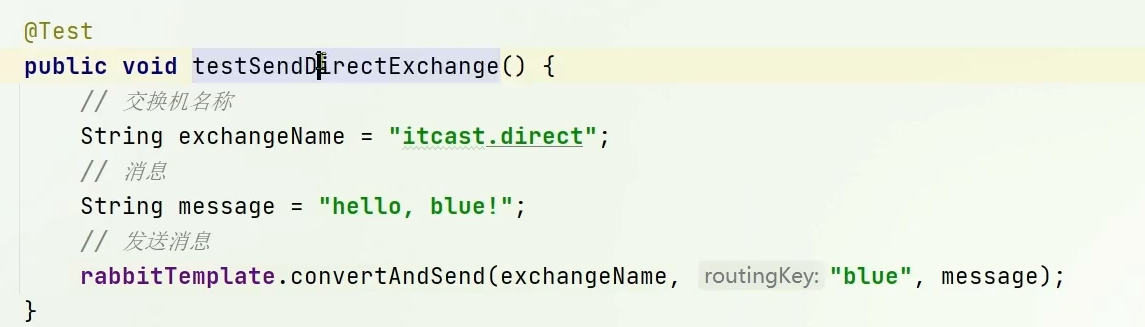 @Test
public void testSendDirectExchange() {
// 交换机名称
String exchangeName = "itcast.direct";
// 消息
String message = "hello, blue!";
// 发送消息
rabbitTemplate.convertAndSend(exchangeName, routingKey: "blue", message);
}